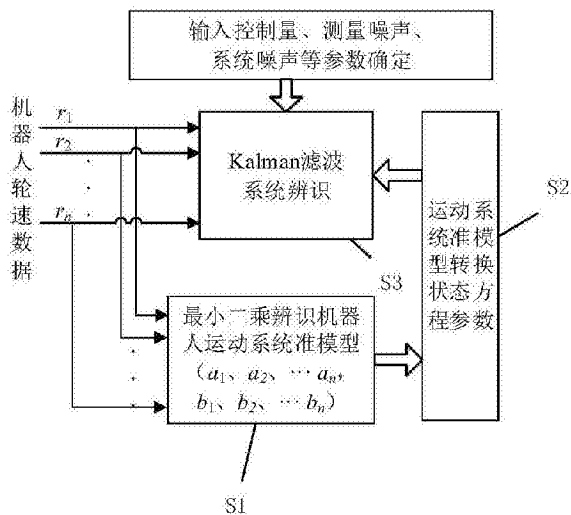 输入控制量、测量噪声、
系统噪声等参数确定
机器人轮速数据
r1
r2
rn
Kalman滤波
系统辨识
S3
运动系
统准模
型转换
状态方
程参数
S2
最小二乘辨识机器
人运动系统准模型
（a1、a2、…an,
b1、b2、…bn）
S1